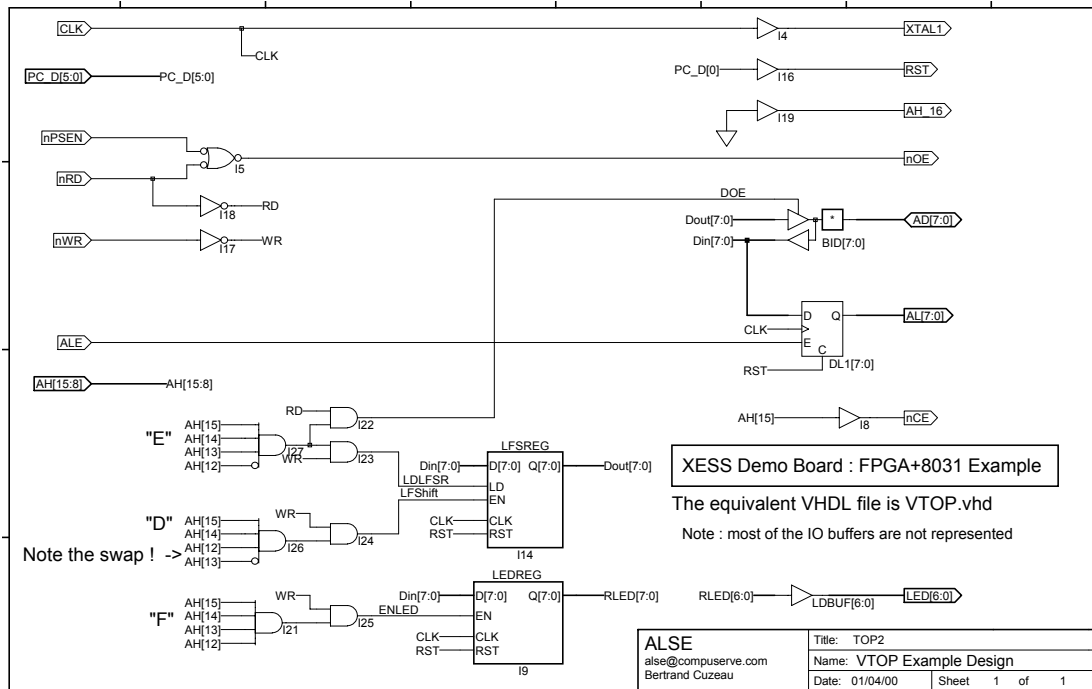 CLK
I4
XTAL1
CLK
PC_D[5:0]
PC_D[5:0]
PC_D[0]
I16
RST
I19
AH_16
nPSEN
I5
nOE
nRD
I18
RD
DOE
Dout[7:0]
*
AD[7:0]
nWR
I17
WR
Din[7:0]
BID[7:0]
D
Q
AL[7:0]
CLK
ALE
E
C
DL1[7:0]
RST
AH[15:8]
AH[15:8]
"E"
AH[15]
AH[14]
AH[13]
AH[12]
I27
RD
I22
WR
I23
LDLFSR
LFShift
LFSREG
Din[7:0]
D[7:0]
Q[7:0]
Dout[7:0]
LD
EN
CLK
CLK
RST
RST
I14
AH[15]
I8
nCE
XESS Demo Board : FPGA+8031 Example
The equivalent VHDL file is VTOP.vhd
Note : most of the IO buffers are not represented
"D"
AH[15]
AH[14]
AH[12]
AH[13]
I26
WR
I24
Note the swap ! ->
"F"
AH[15]
AH[14]
AH[13]
AH[12]
I21
WR
I25
ENLED
LEDREG
Din[7:0]
D[7:0]
Q[7:0]
RLED[7:0]
EN
CLK
CLK
RST
RST
I9
RLED[6:0]
LDBUF[6:0]
LED[6:0]
ALSE
alse@compuserve.com
Bertrand Cuzeau
Title: TOP2
Name: VTOP Example Design
Date: 01/04/00
Sheet 1 of 1